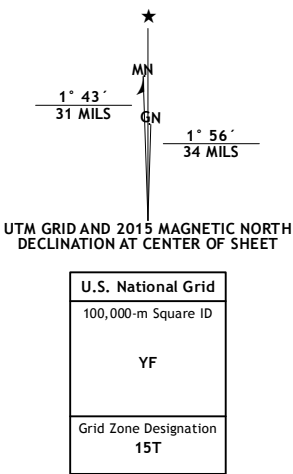 MN
GN
1° 43´
31 MILS
1° 56´
34 MILS
UTM GRID AND 2015 MAGNETIC NORTH
DECLINATION AT CENTER OF SHEET
U.S. National Grid
100,000-m Square ID
YF
Grid Zone Designation
15T